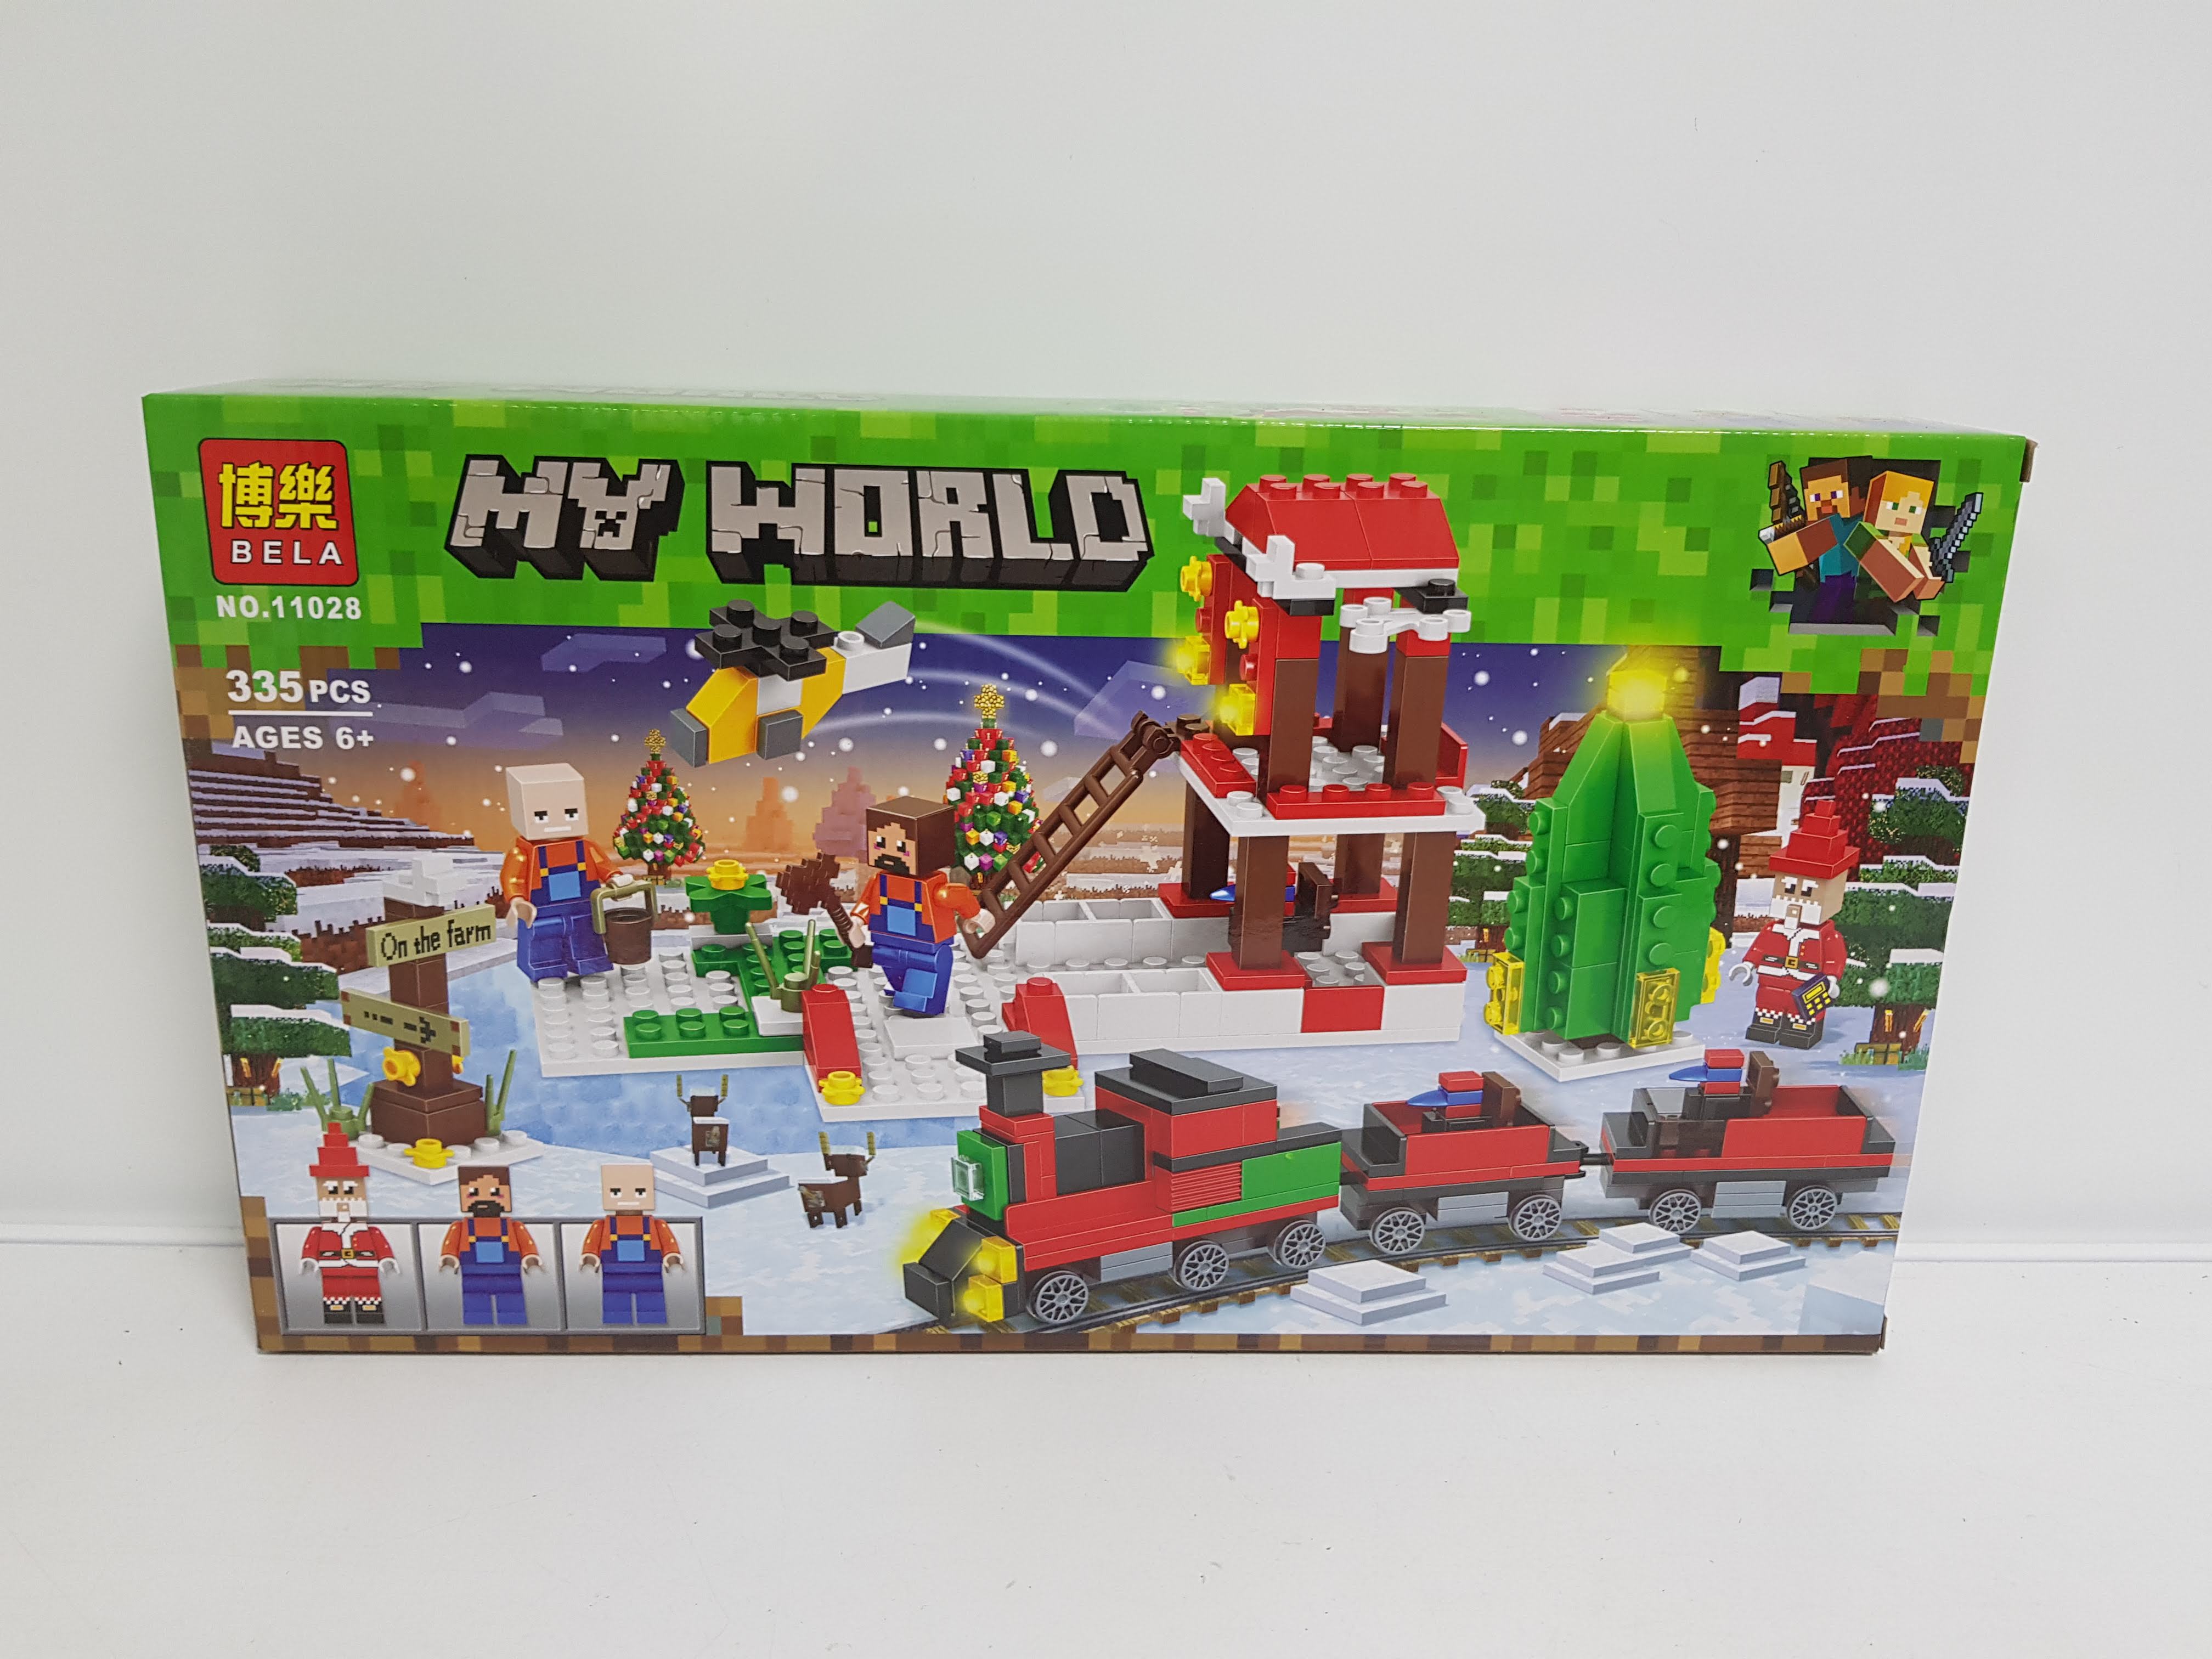 博樂
BELA
NO.11028
MY WORLD
335 PCS
AGES 6+
On the farm